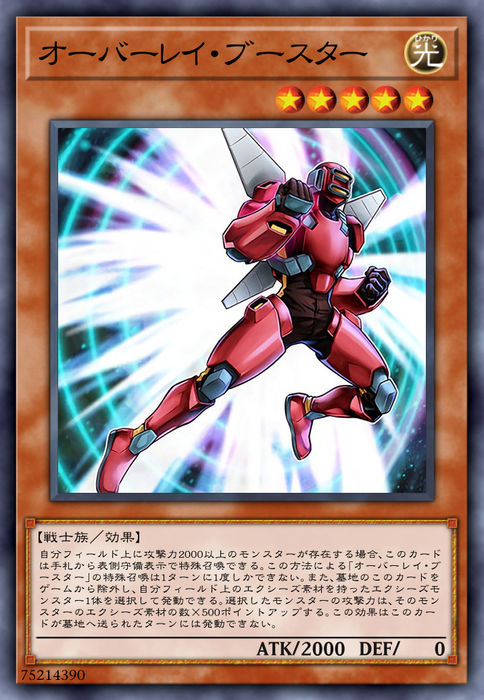 オーバーレイ・ブースター
ひかり
光
【戦士族／効果】
自分フィールド上に攻撃力2000以上のモンスターが存在する場合、このカード
は手札から表側守備表示で特殊召喚できる。この方法による「オーバーレイ・ブ
ースター」の特殊召喚は1ターンに1度しかできない。また、墓地のこのカードを
ゲームから除外し、自分フィールド上のエクシーズ素材を持ったエクシーズモ
ンスター1体を選択して発動できる。選択したモンスターの攻撃力は、そのモン
スターのエクシーズ素材の数×500ポイントアップする。この効果はこのカー
ドが墓地へ送られたターンには発動できない。
ATK/2000 DEF/ 0
75214390